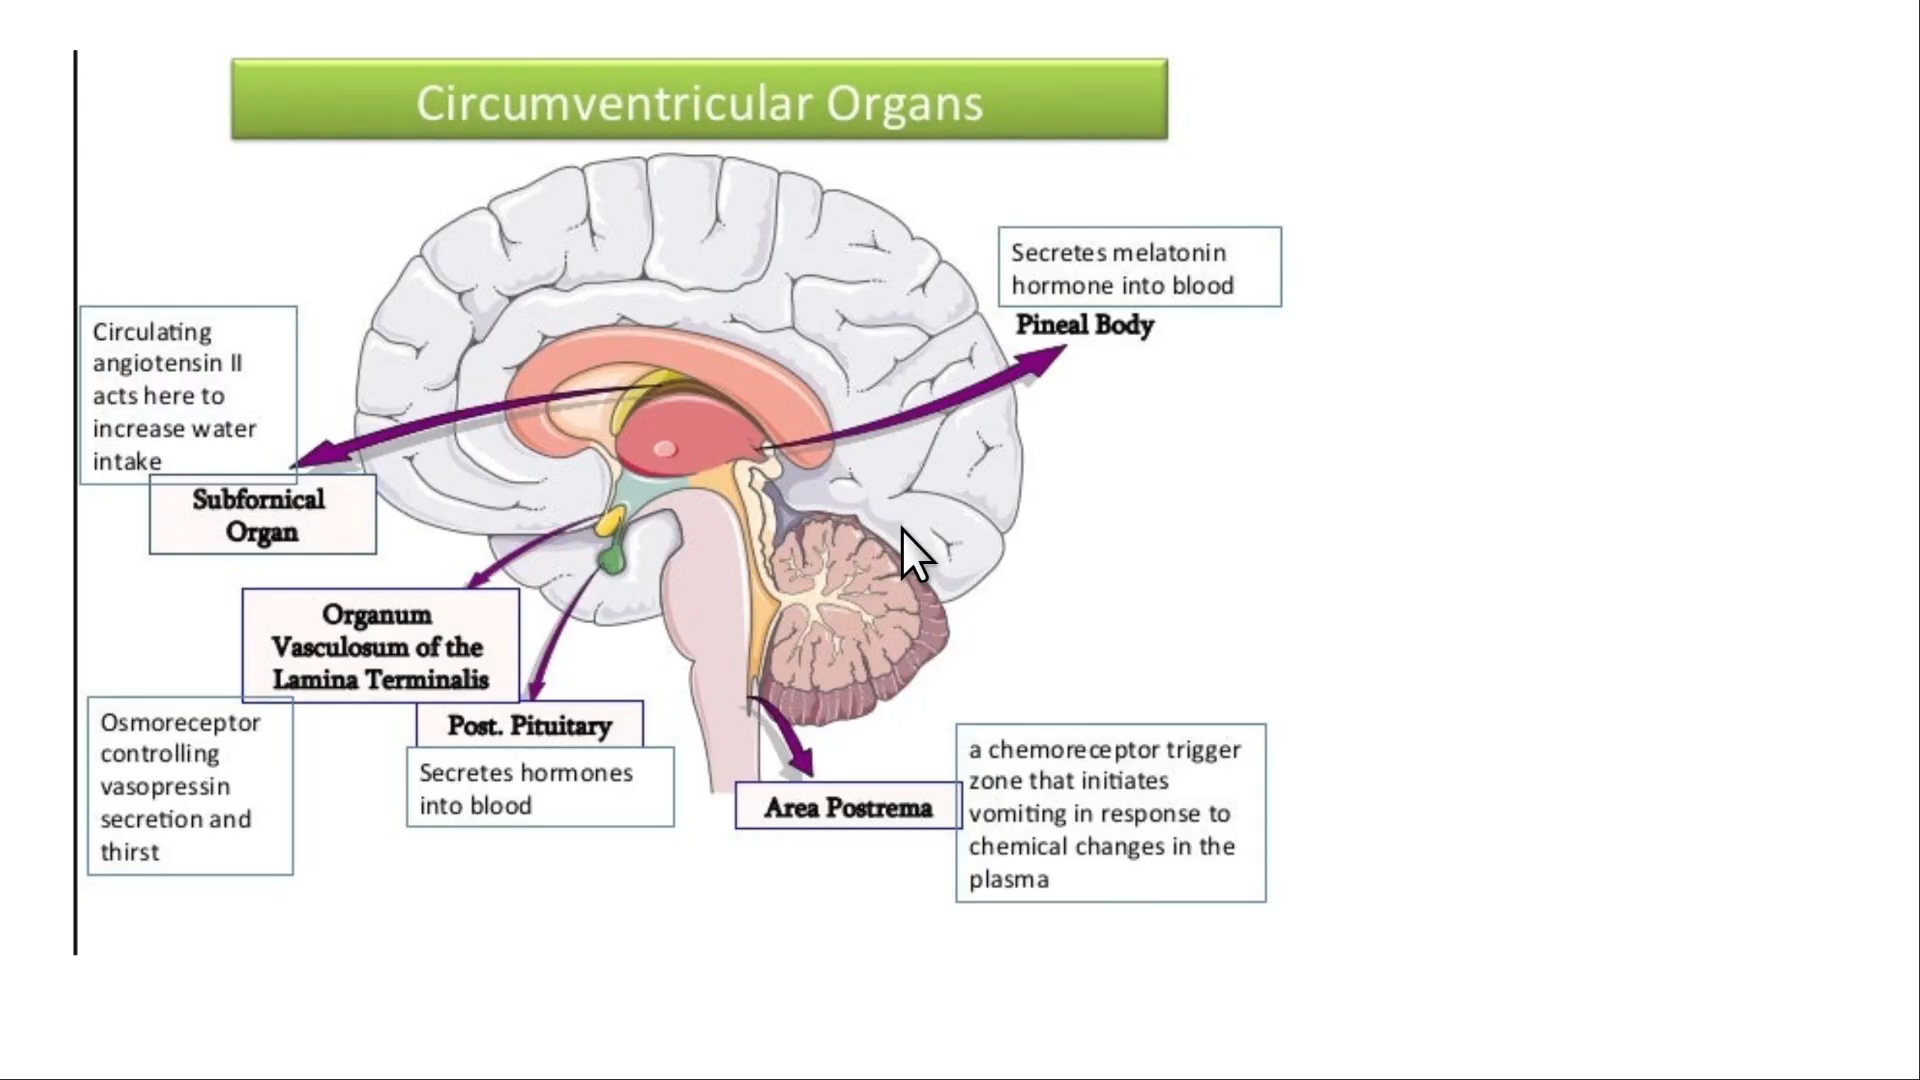 Circumventricular Organs
Secretes melatonin
hormone into blood
Pineal Body
Circulating
angiotensin II
acts here to
increase water
intake
Subfornical
Organ
Organum
Vasculosum of the
Lamina Terminalis
Osmoreceptor
controlling
vasopressin
secretion and
thirst
Post. Pituitary
Secretes hormones
into blood
Area Postrema
a chemoreceptor trigger
zone that initiates
vomiting in response to
chemical changes in the
plasma